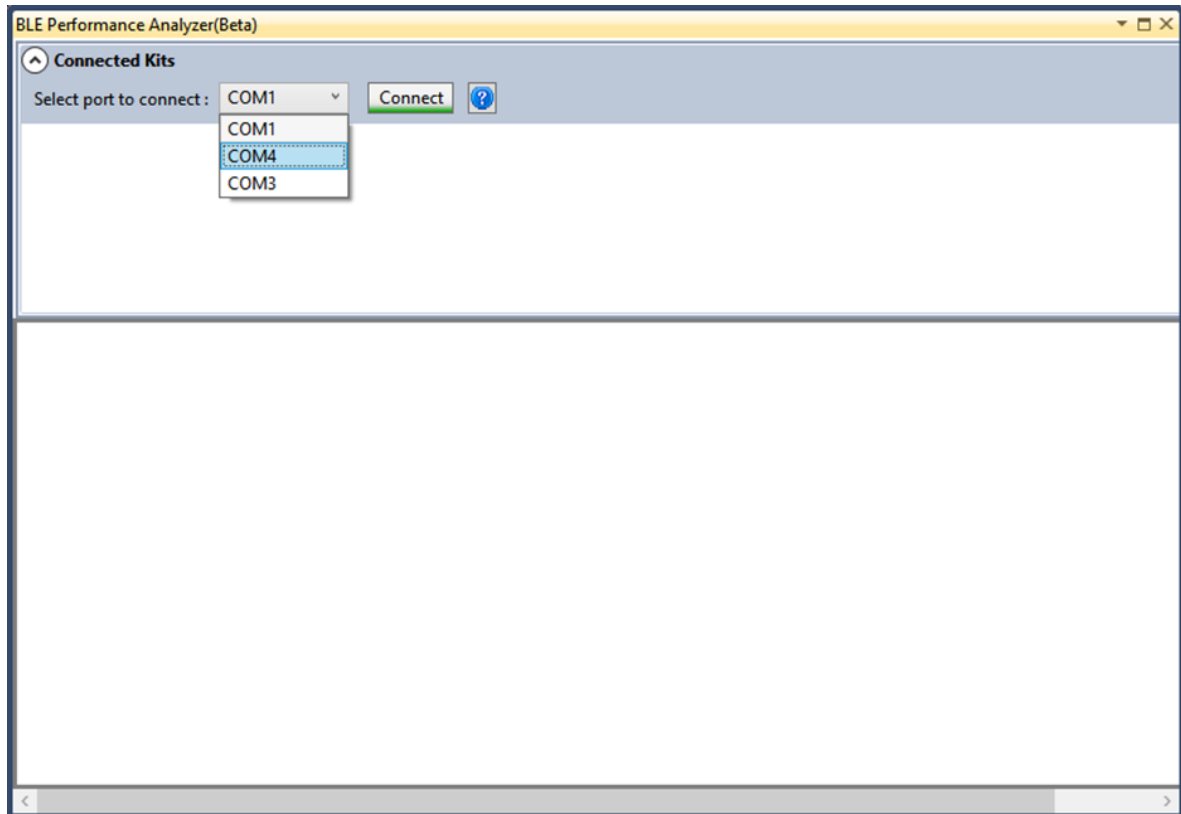 BLE Performance Analyzer(Beta)
Connected Kits
Select port to connect : COM1 Connect ?
COM1
COM4
COM3